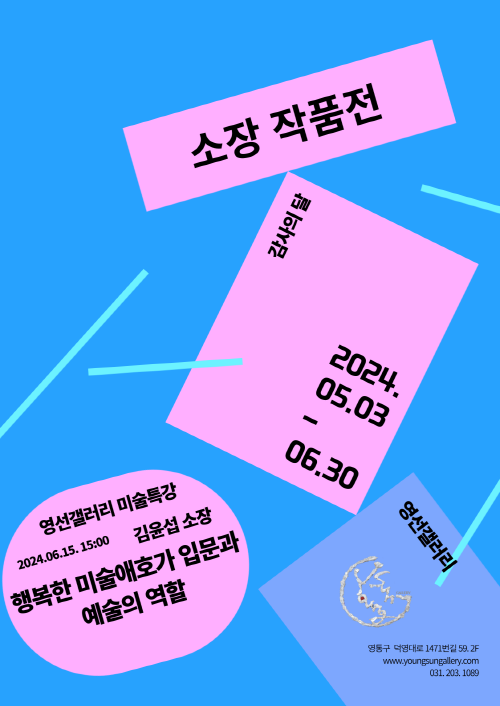 소장 작품전
감사의 달
2024.
05.03
–
06.30
영선갤러리 미술특강
2024.06.15. 15:00 김윤섭 소장
행복한 미술애호가 입문과
예술의 역할
영선갤러리
영통구 덕영대로 1471번길 59. 2F
www.youngsungallery.com
031. 203. 1089